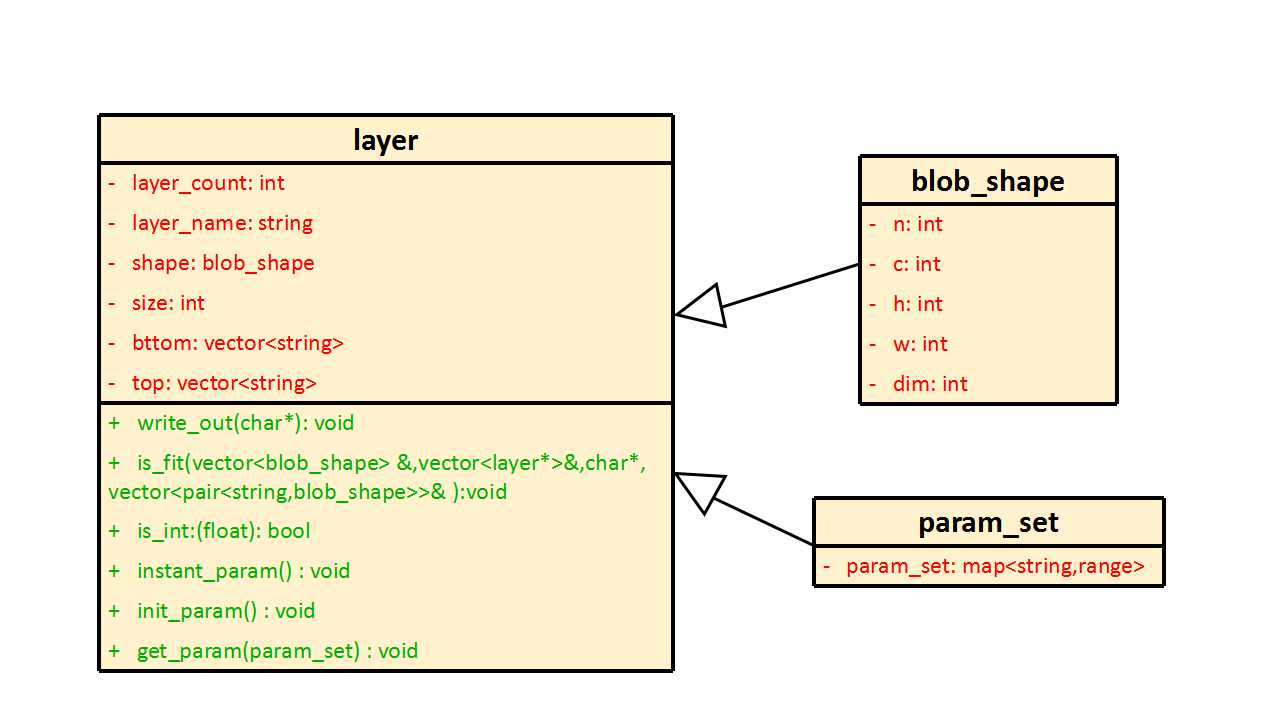 layer
- layer_count: int
- layer_name: string
- shape: blob_shape
- size: int
- bttom: vector<string>
- top: vector<string>
+ write_out(char*): void
+ is_fit(vector<blob_shape> &,vector<layer*>&,char*,
vector<pair<string,blob_shape>>& ):void
+ is_int:(float): bool
+ instant_param() : void
+ init_param() : void
+ get_param(param_set) : void
blob_shape
- n: int
- c: int
- h: int
- w: int
- dim: int
param_set
- param_set: map<string,range>